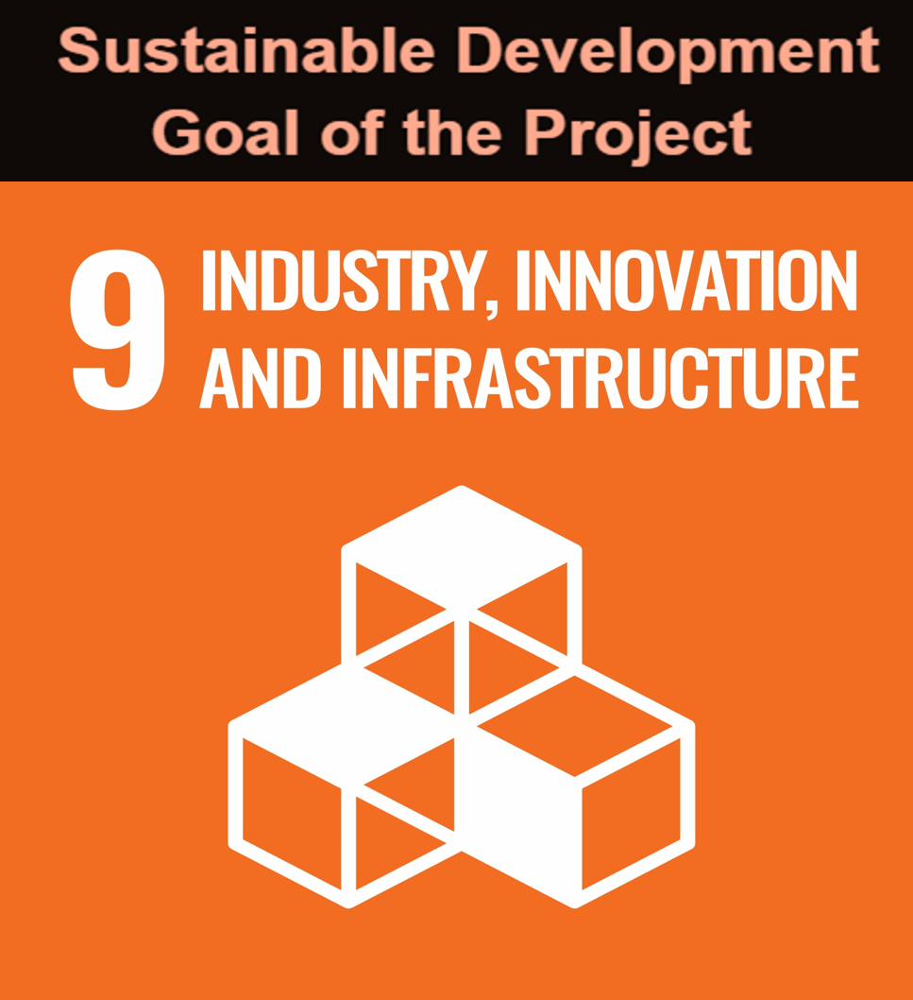 Sustainable Development
Goal of the Project
9 INDUSTRY, INNOVATION
AND INFRASTRUCTURE